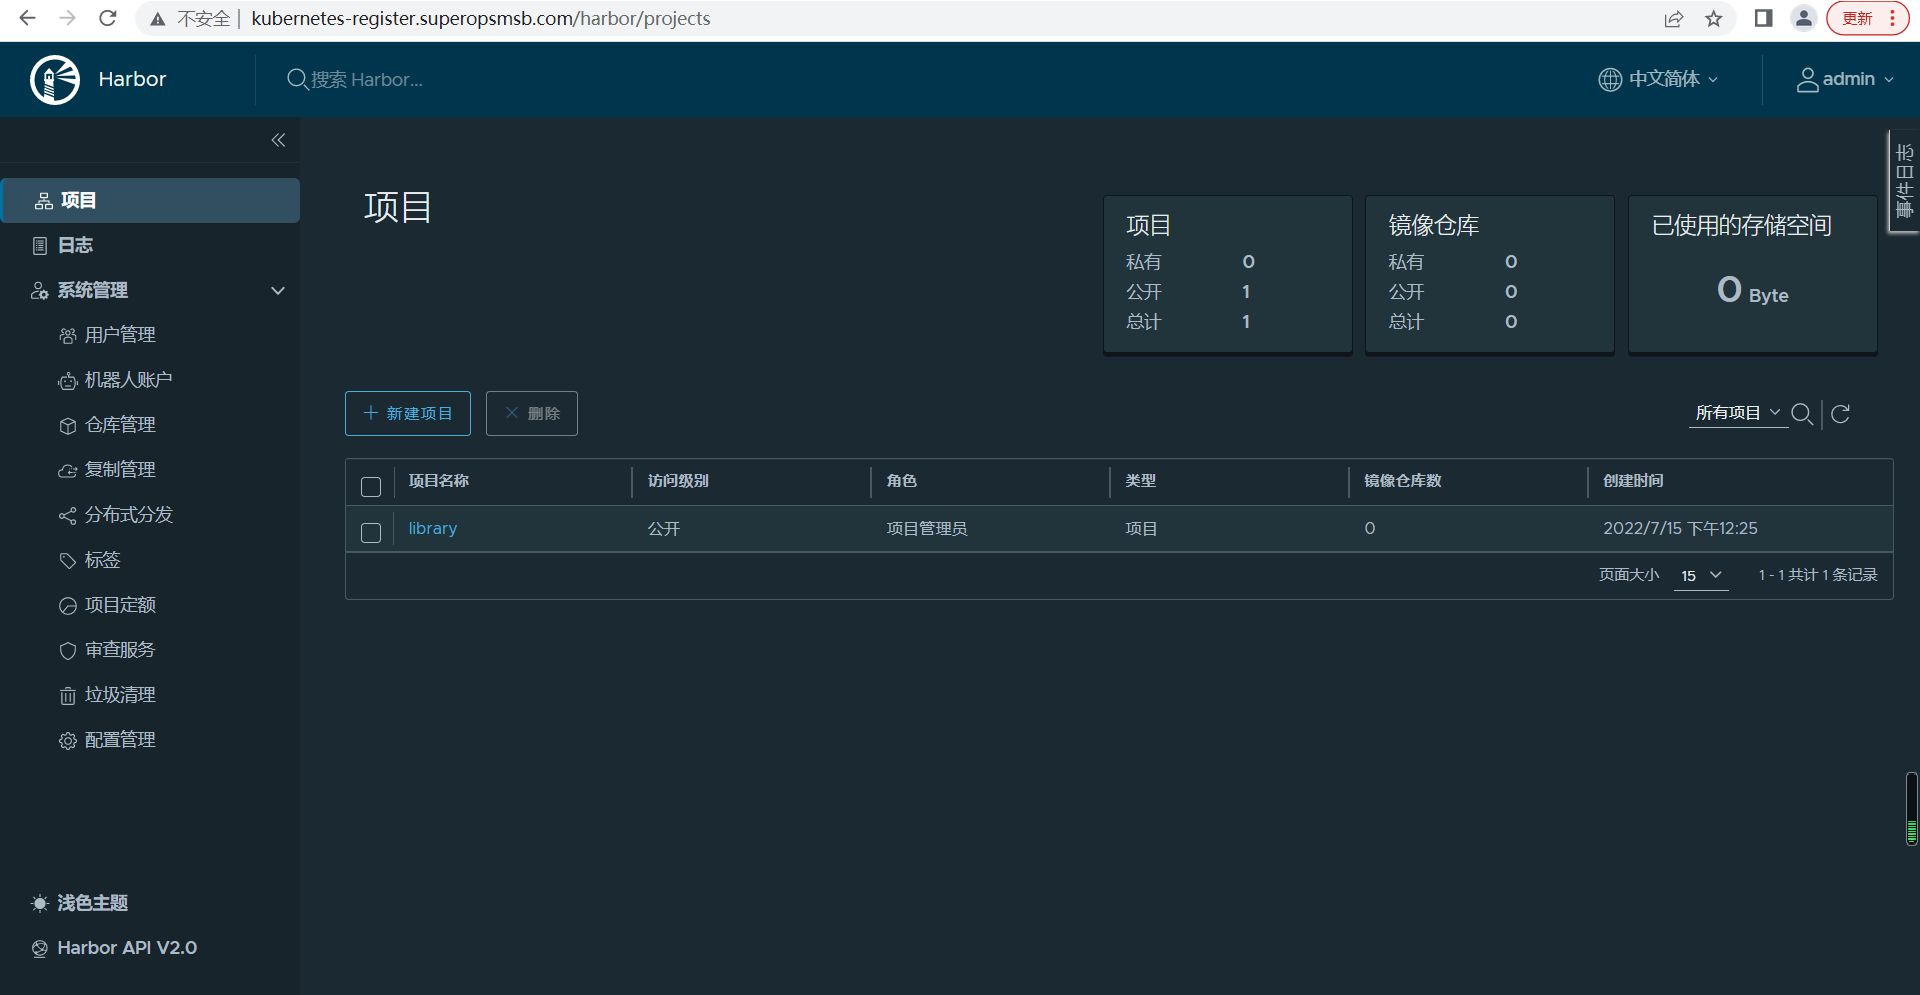 不安全 kubernetes-register.superopsmsb.com/harbor/projects 更新
Harbor 搜索 Harbor... 中文简体 admin
项目
日志
系统管理
用户管理
机器人账户
仓库管理
复制管理
分布式分发
标签
项目定额
审查服务
垃圾清理
配置管理
浅色主题
Harbor API V2.0
项目
项目
私有 0
公开 1
总计 1
镜像仓库
私有 0
公开 0
总计 0
已使用的存储空间
0 Byte
事件日志
新建项目 删除 所有项目
项目名称 访问级别 角色 类型 镜像仓库数 创建时间
library 公开 项目管理员 项目 0 2022/7/15 下午12:25
页面大小 15 1 - 1 共计 1 条记录